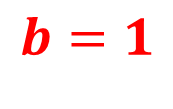 b = 1